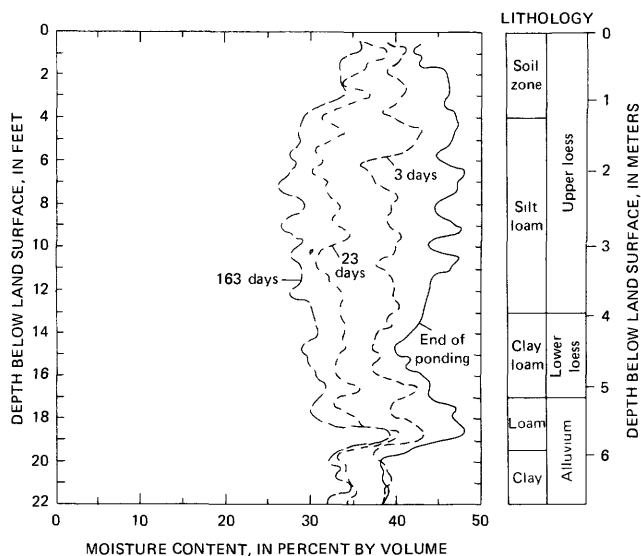 LITHOLOGY
DEPTH BELOW LAND SURFACE, IN FEET
0
2
4
6
8
10
12
14
16
18
20
22
0
10
20
30
40
50
MOISTURE CONTENT, IN PERCENT BY VOLUME
3 days
23
days
163 days
End of
ponding
Soil
zone
Silt
loam
Clay
loam
Loam
Clay
Upper loess
Lower
loess
Alluvium
0
1
2
3
4
5
6
DEPTH BELOW LAND SURFACE, IN METERS